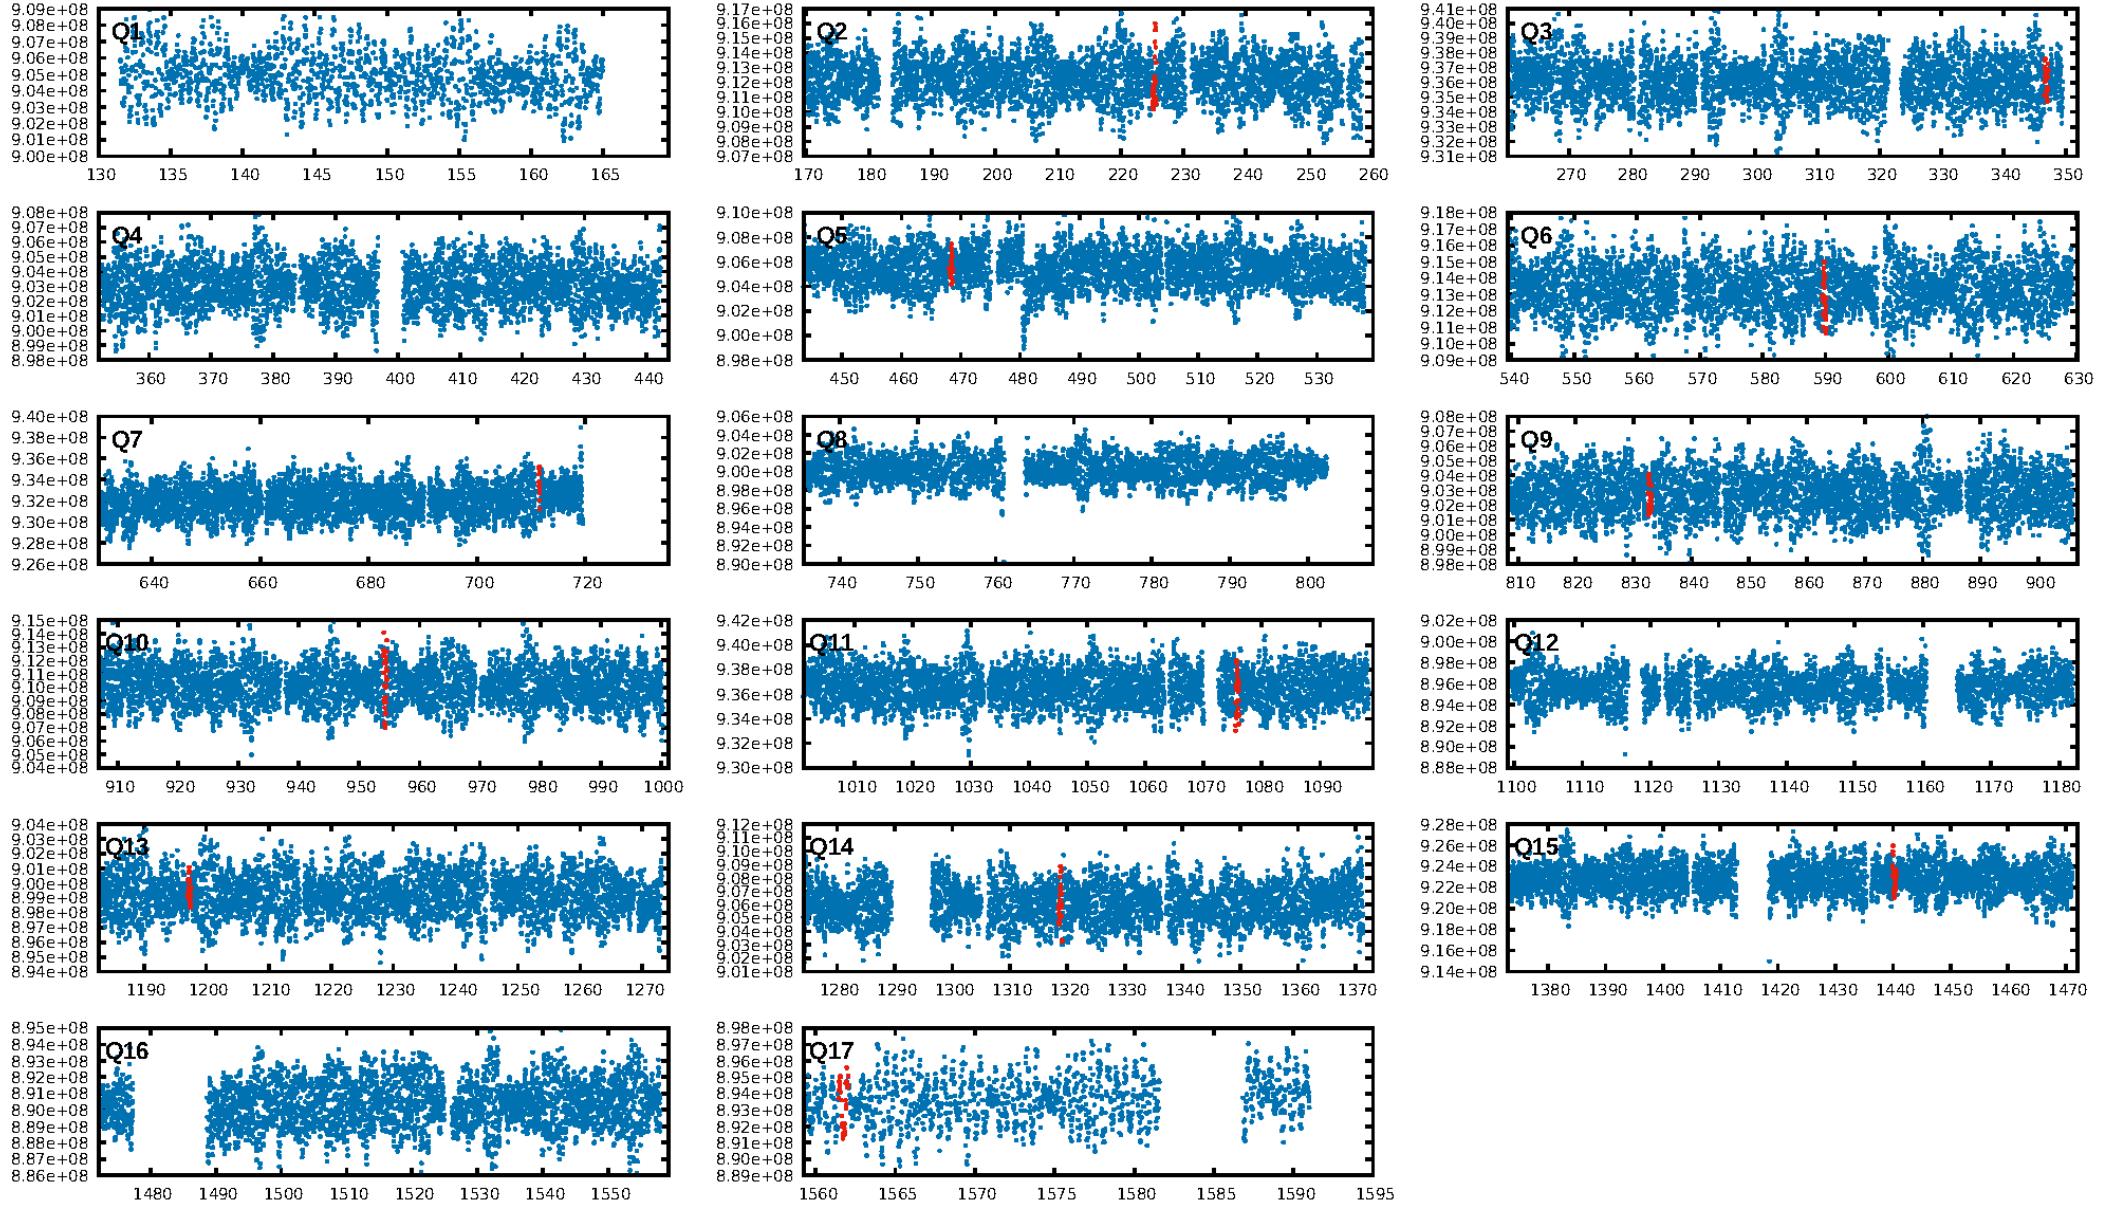 Q1
9.09e+08
9.08e+08
9.07e+08
9.06e+08
9.05e+08
9.04e+08
9.03e+08
9.02e+08
9.01e+08
9.00e+08
130 135 140 145 150 155 160 165
Q2
9.17e+08
9.16e+08
9.15e+08
9.14e+08
9.13e+08
9.12e+08
9.11e+08
9.10e+08
9.09e+08
9.08e+08
9.07e+08
170 180 190 200 210 220 230 240 250 260
Q3
9.41e+08
9.40e+08
9.39e+08
9.38e+08
9.37e+08
9.36e+08
9.35e+08
9.34e+08
9.33e+08
9.32e+08
9.31e+08
270 280 290 300 310 320 330 340 350
Q4
9.08e+08
9.07e+08
9.06e+08
9.05e+08
9.04e+08
9.03e+08
9.02e+08
9.01e+08
9.00e+08
8.99e+08
8.98e+08
360 370 380 390 400 410 420 430 440
Q5
9.10e+08
9.08e+08
9.06e+08
9.04e+08
9.02e+08
9.00e+08
8.98e+08
450 460 470 480 490 500 510 520 530
Q6
9.18e+08
9.17e+08
9.16e+08
9.15e+08
9.14e+08
9.13e+08
9.12e+08
9.11e+08
9.10e+08
9.09e+08
540 550 560 570 580 590 600 610 620 630
Q7
9.40e+08
9.38e+08
9.36e+08
9.34e+08
9.32e+08
9.30e+08
9.28e+08
9.26e+08
640 660 680 700 720
Q8
9.06e+08
9.04e+08
9.02e+08
9.00e+08
8.98e+08
8.96e+08
8.94e+08
8.92e+08
8.90e+08
740 750 760 770 780 790 800
Q9
9.08e+08
9.07e+08
9.06e+08
9.05e+08
9.04e+08
9.03e+08
9.02e+08
9.01e+08
9.00e+08
8.99e+08
8.98e+08
810 820 830 840 850 860 870 880 890 900
Q10
9.15e+08
9.14e+08
9.13e+08
9.12e+08
9.11e+08
9.10e+08
9.09e+08
9.08e+08
9.07e+08
9.06e+08
9.05e+08
9.04e+08
910 920 930 940 950 960 970 980 990 1000
Q11
9.42e+08
9.40e+08
9.38e+08
9.36e+08
9.34e+08
9.32e+08
9.30e+08
1010 1020 1030 1040 1050 1060 1070 1080 1090
Q12
9.02e+08
9.00e+08
8.98e+08
8.96e+08
8.94e+08
8.92e+08
8.90e+08
8.88e+08
1100 1110 1120 1130 1140 1150 1160 1170 1180
Q13
9.04e+08
9.03e+08
9.02e+08
9.01e+08
9.00e+08
8.99e+08
8.98e+08
8.97e+08
8.96e+08
8.95e+08
8.94e+08
1190 1200 1210 1220 1230 1240 1250 1260 1270
Q14
9.12e+08
9.11e+08
9.10e+08
9.09e+08
9.08e+08
9.07e+08
9.06e+08
9.05e+08
9.04e+08
9.03e+08
9.02e+08
9.01e+08
1280 1290 1300 1310 1320 1330 1340 1350 1360 1370
Q15
9.28e+08
9.26e+08
9.24e+08
9.22e+08
9.20e+08
9.18e+08
9.16e+08
9.14e+08
1380 1390 1400 1410 1420 1430 1440 1450 1460 1470
Q16
8.95e+08
8.94e+08
8.93e+08
8.92e+08
8.91e+08
8.90e+08
8.89e+08
8.88e+08
8.87e+08
8.86e+08
1480 1490 1500 1510 1520 1530 1540 1550
Q17
8.98e+08
8.97e+08
8.96e+08
8.95e+08
8.94e+08
8.93e+08
8.92e+08
8.91e+08
8.90e+08
8.89e+08
1560 1565 1570 1575 1580 1585 1590 1595